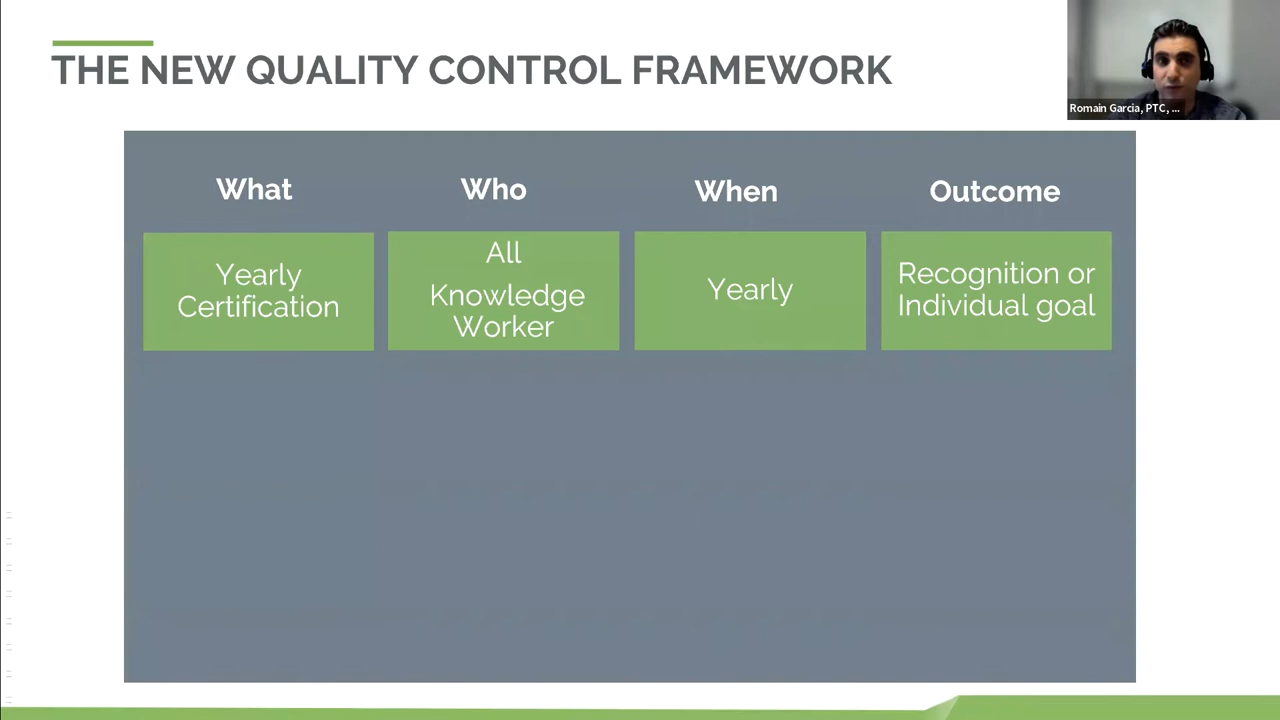 THE NEW QUALITY CONTROL FRAMEWORK
Romain Garcia, PTC, ...
What
Who
When
Outcome
Yearly
Certification
All
Knowledge
Worker
Yearly
Recognition or
Individual goal